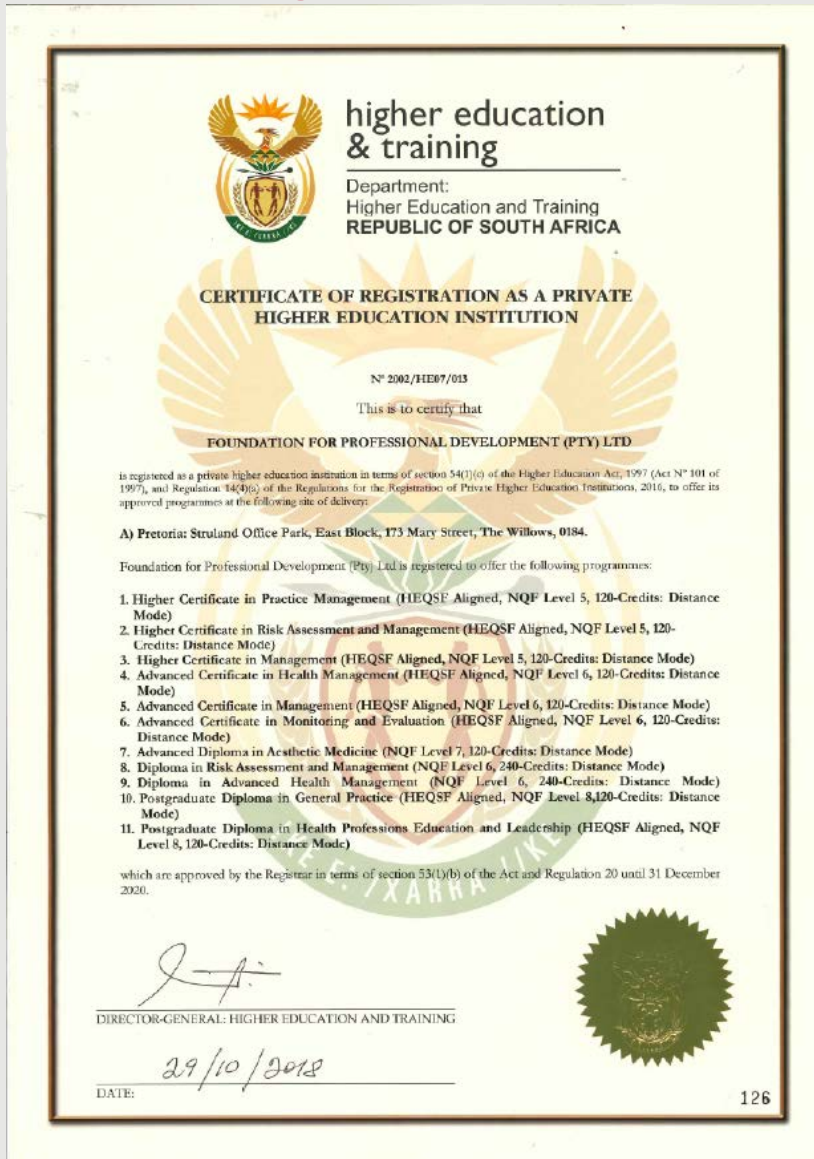 higher education
& training
Department:
Higher Education and Training
REPUBLIC OF SOUTH AFRICA
CERTIFICATE OF REGISTRATION AS A PRIVATE
HIGHER EDUCATION INSTITUTION
N° 2002/HE07/013
This is to certify that
FOUNDATION FOR PROFESSIONAL DEVELOPMENT (PTY) LTD
is registered as a private higher education institution in terms of section 54(1)(c) of the Higher Education Act, 1997 (Act N° 101 of
1997), and Regulation 14(4)(a) of the Regulations for the Registration of Private Higher Education Institutions, 2016, to offer its
approved programmes at the following site of delivery:
A) Pretoria: Struland Office Park, East Block, 173 Mary Street, The Willows, 0184.
Foundation for Professional Development (Pty) Ltd is registered to offer the following programmes:
1. Higher Certificate in Practice Management (HEQSF Aligned, NQF Level 5, 120-Credits: Distance
Mode)
2. Higher Certificate in Risk Assessment and Management (HEQSF Aligned, NQF Level 5, 120-
Credits: Distance Mode)
3. Higher Certificate in Management (HEQSF Aligned, NQF Level 5, 120-Credits: Distance Mode)
4. Advanced Certificate in Health Management (HEQSF Aligned, NQF Level 6, 120-Credits: Distance
Mode)
5. Advanced Certificate in Management (HEQSF Aligned, NQF Level 6, 120-Credits: Distance Mode)
6. Advanced Certificate in Monitoring and Evaluation (HEQSF Aligned, NQF Level 6, 120-Credits:
Distance Mode)
7. Advanced Diploma in Aesthetic Medicine (NQF Level 7, 120-Credits: Distance Mode)
8. Diploma in Risk Assessment and Management (NQF Level 6, 240-Credits: Distance Mode)
9. Diploma in Advanced Health Management (NQF Level 6, 240-Credits: Distance Mode)
10. Postgraduate Diploma in General Practice (HEQSF Aligned, NQF Level 8,120-Credits: Distance
Mode)
11. Postgraduate Diploma in Health Professions Education and Leadership (HEQSF Aligned, NQF
Level 8, 120-Credits: Distance Mode)
which are approved by the Registrar in terms of section 53(1)(b) of the Act and Regulation 20 until 31 December
2020.
DIRECTOR-GENERAL: HIGHER EDUCATION AND TRAINING
29/10/2018
DATE:
126